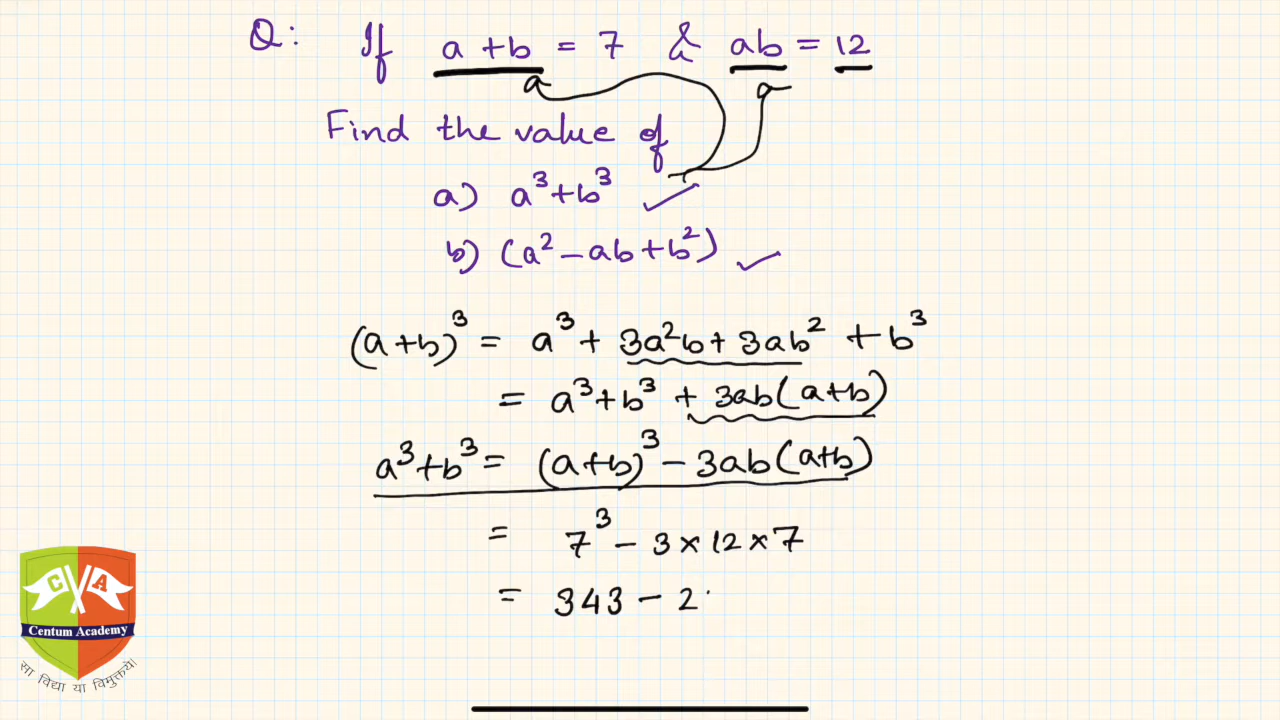 Q: If a + b = 7 & ab = 12
Find the value of
a) a³ + b³
b) (a² - ab + b²)
(a + b)³ = a³ + 3a²b + 3ab² + b³
= a³ + b³ + 3ab(a+b)
a³ + b³ = (a+b)³ - 3ab(a+b)
= 7³ - 3 × 12 × 7
= 343 - 2
C A
Centum Academy
सा विद्या या विमुक्तये।